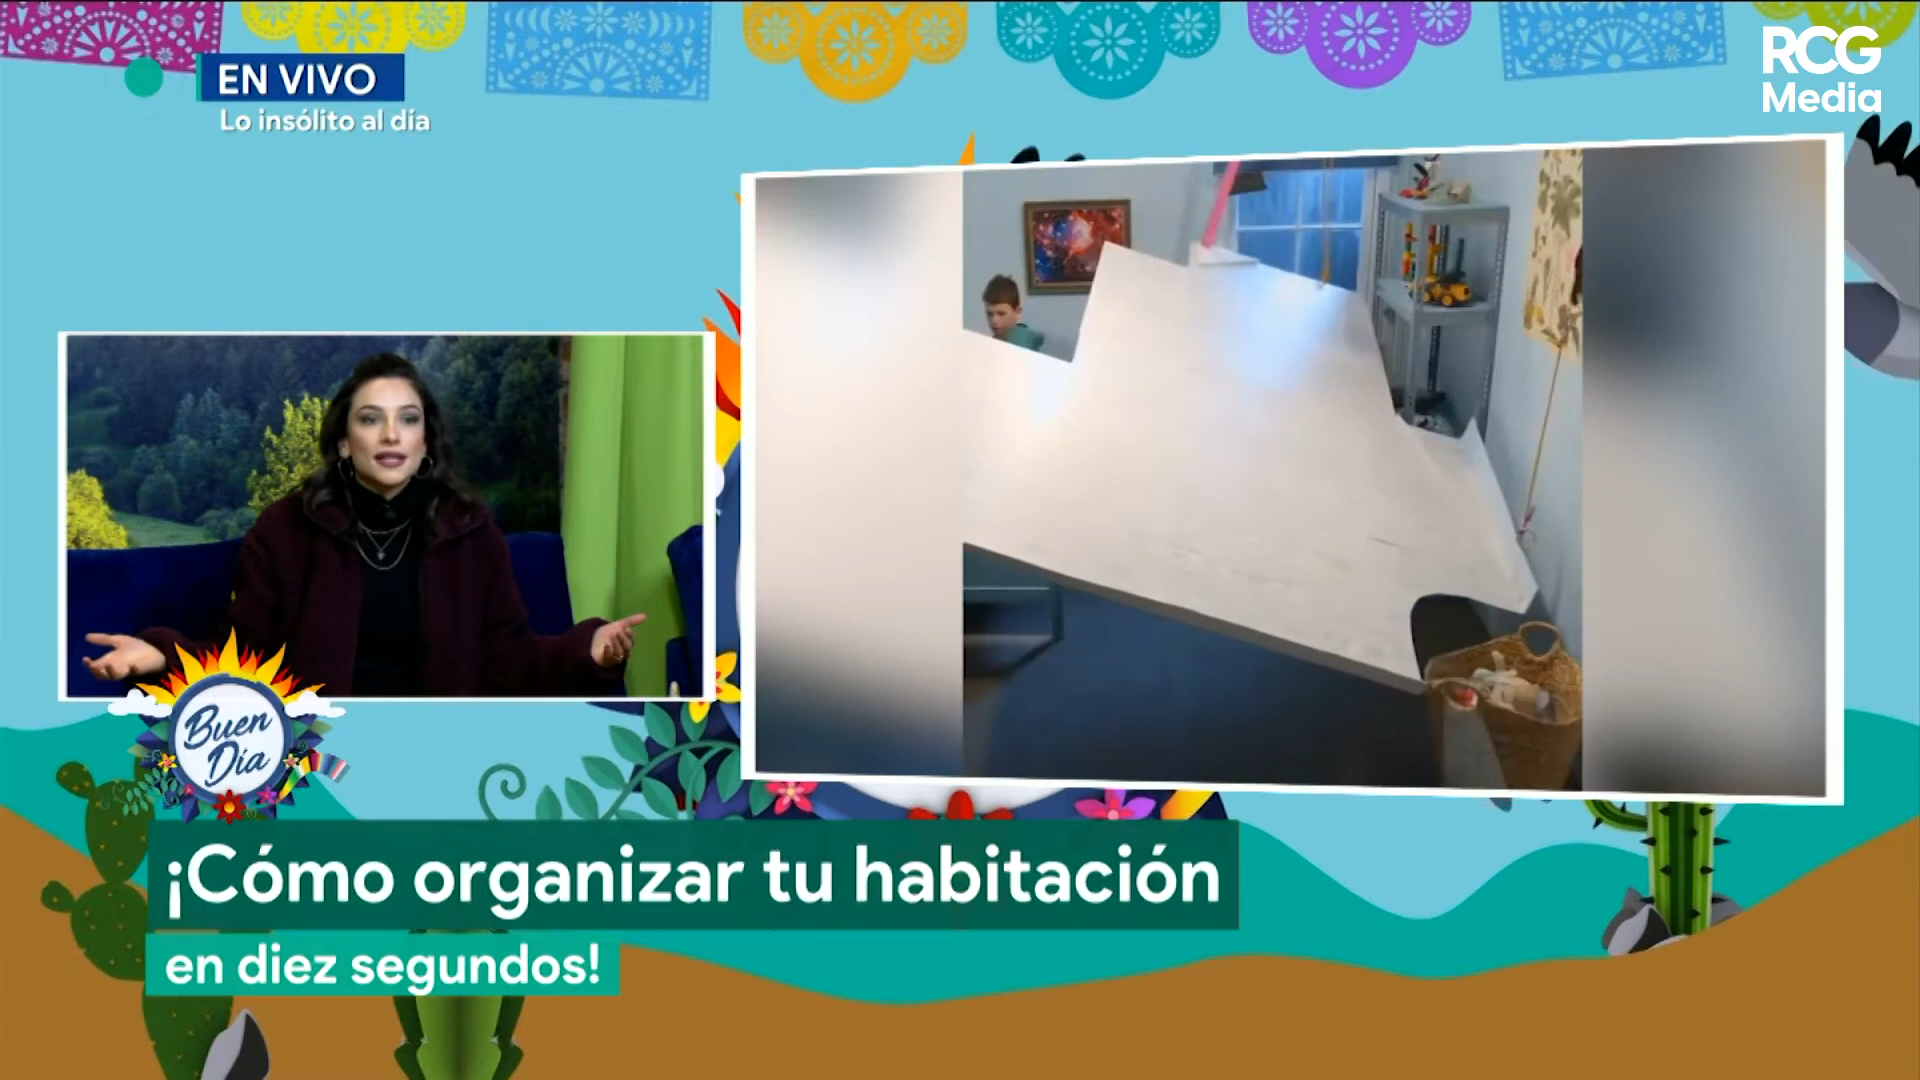 EN VIVO
Lo insólito al día
RCG
Media
Buen
Día
¡Cómo organizar tu habitación
en diez segundos!